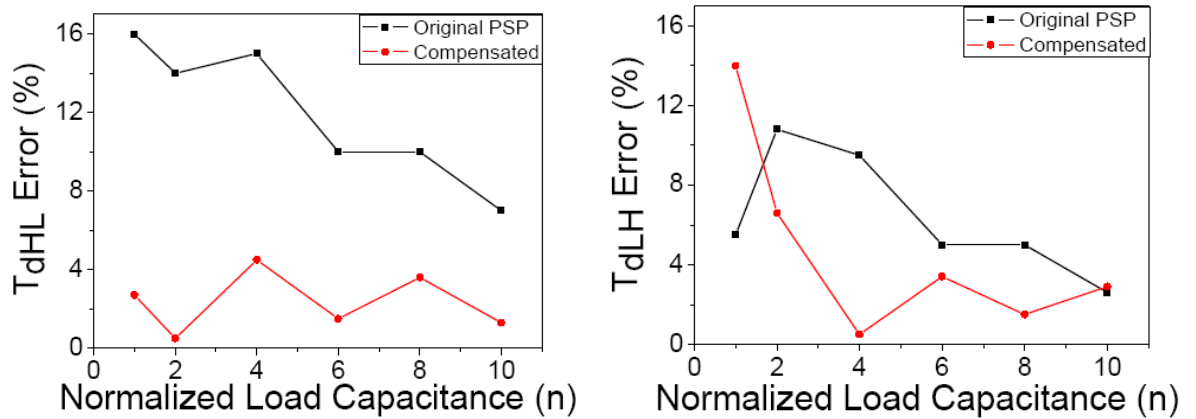 16
12
8
4
0
TdHL Error (%)
Original PSP
Compensated
0 2 4 6 8 10
Normalized Load Capacitance (n)
16
12
8
4
0
TdLH Error (%)
Original PSP
Compensated
0 2 4 6 8 10
Normalized Load Capacitance (n)